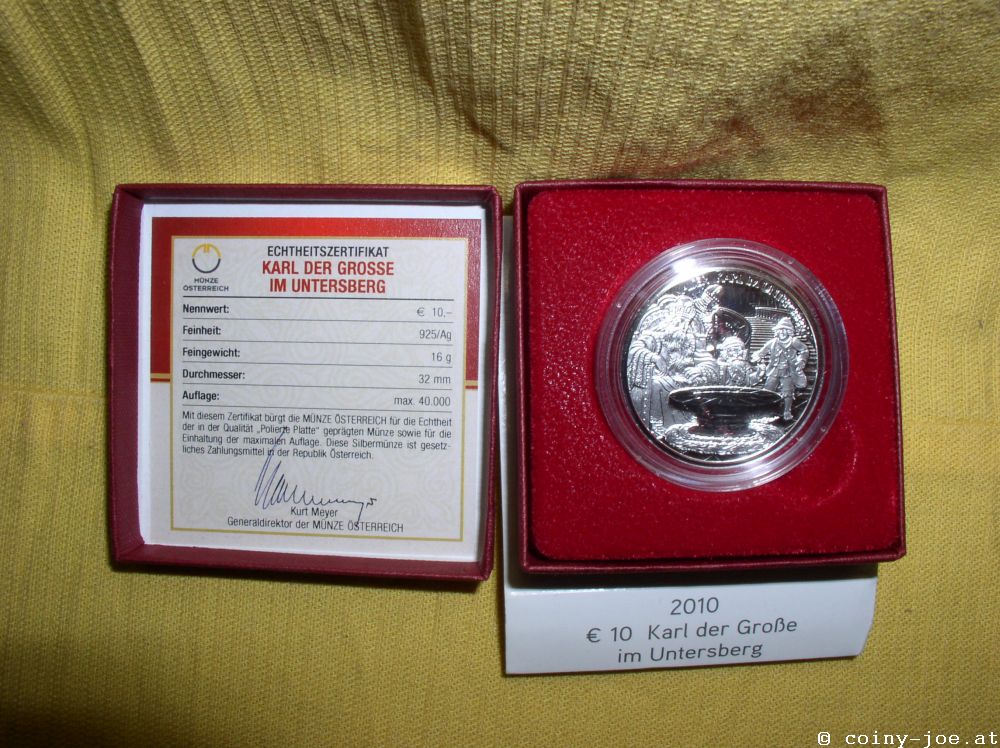 MÜNZE
ÖSTERREICH
ECHTHEITSZERTIFIKAT
KARL DER GROSSE
IM UNTERSBERG
Nennwert: € 10,–
Feinheit: 925/Ag
Feingewicht: 16 g
Durchmesser: 32 mm
Auflage: max. 40.000
Mit diesem Zertifikat bürgt die MÜNZE ÖSTERREICH für die Echtheit
der in der Qualität „Polierte Platte" geprägten Münze sowie für die
Einhaltung der maximalen Auflage. Diese Silbermünze ist gesetz-
liches Zahlungsmittel in der Republik Österreich.
Kurt Meyer
Generaldirektor der MÜNZE ÖSTERREICH
KARL
2010
€ 10 Karl der Große
im Untersberg
© coiny-joe.at